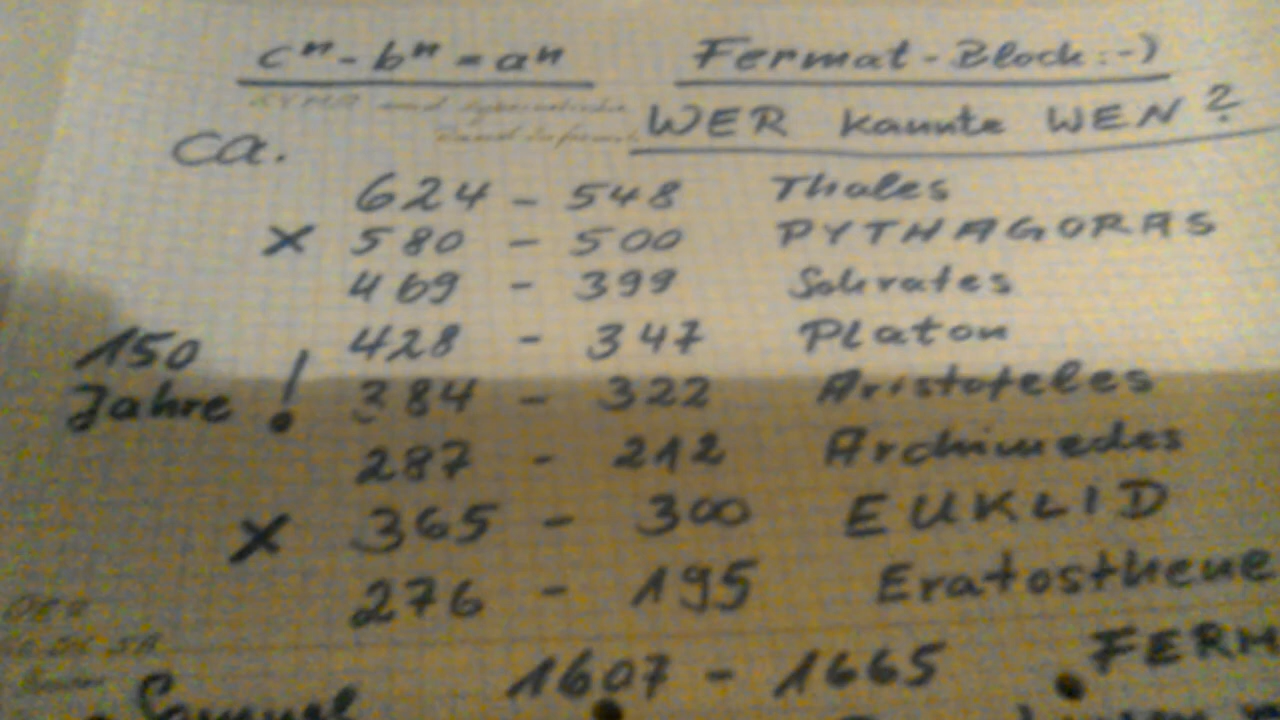 cⁿ - bⁿ = aⁿ Fermat - Block :-)
WER kannte WEN ?
ca.
624 - 548 Thales
x 580 - 500 PYTHAGORAS
469 - 399 Sokrates
428 - 347 Platon
150 Jahre ! 384 - 322 Aristoteles
287 - 212 Archimedes
x 365 - 300 EUKLID
276 - 195 Eratosthene
1607 - 1665 • FERM